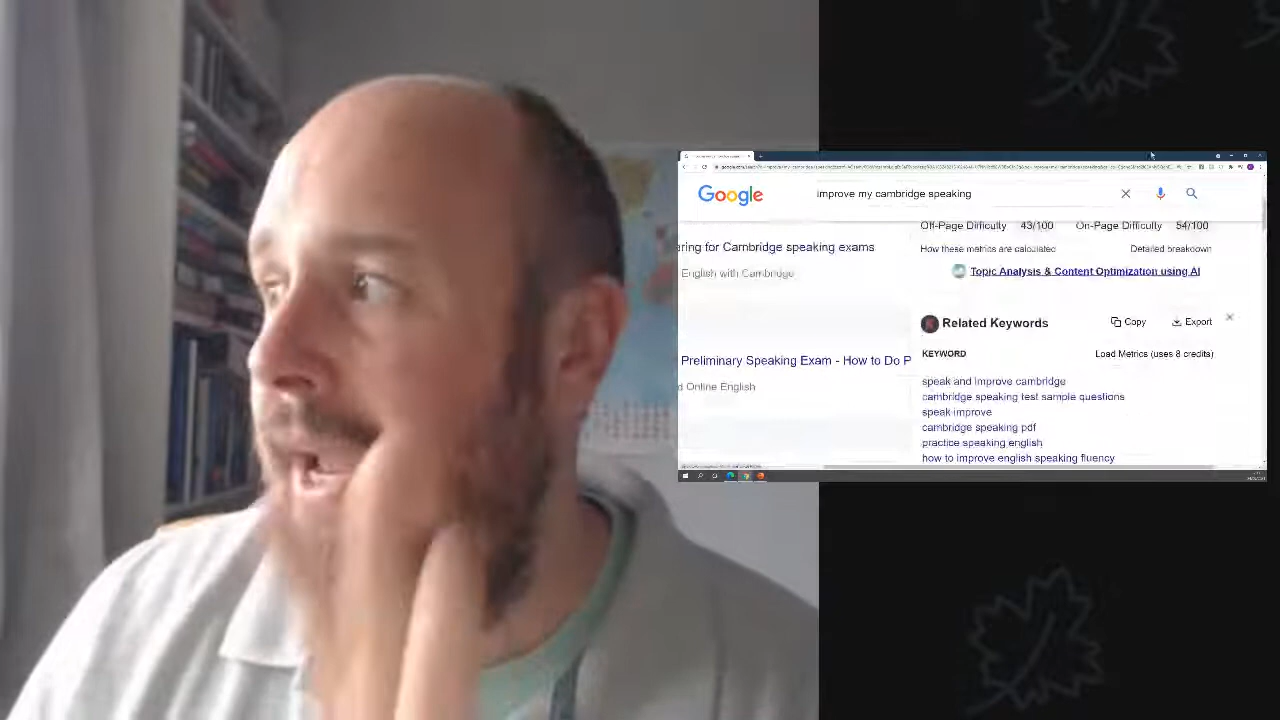 Google
improve my cambridge speaking
Off-Page Difficulty 43/100 On-Page Difficulty 54/100
ering for Cambridge speaking exams
How these metrics are calculated Detailed breakdown
English with Cambridge
Topic Analysis & Content Optimization using AI
Related Keywords Copy Export
KEYWORD Load Metrics (uses 8 credits)
Preliminary Speaking Exam - How to Do P
d Online English
speak and improve cambridge
cambridge speaking test sample questions
speak improve
cambridge speaking pdf
practice speaking english
how to improve english speaking fluency